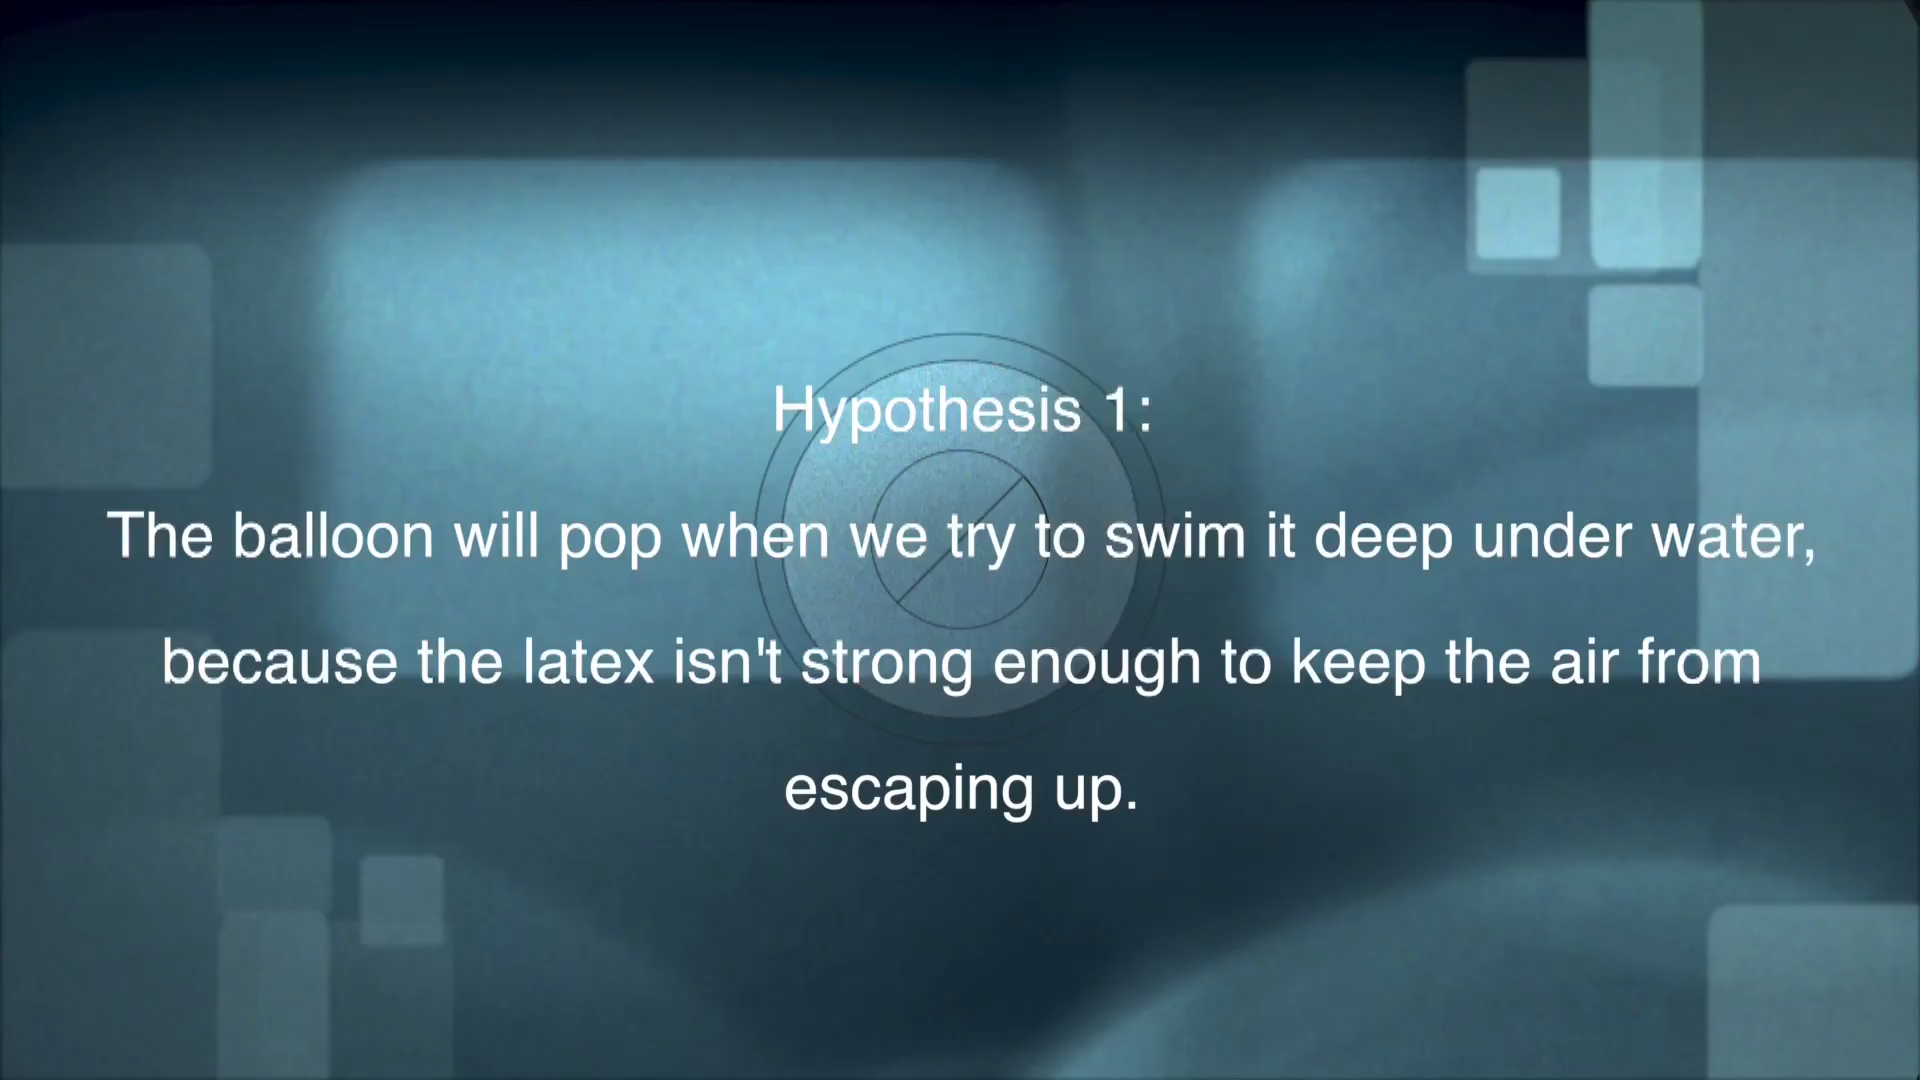 Hypothesis 1:
The balloon will pop when we try to swim it deep under water,
because the latex isn't strong enough to keep the air from
escaping up.